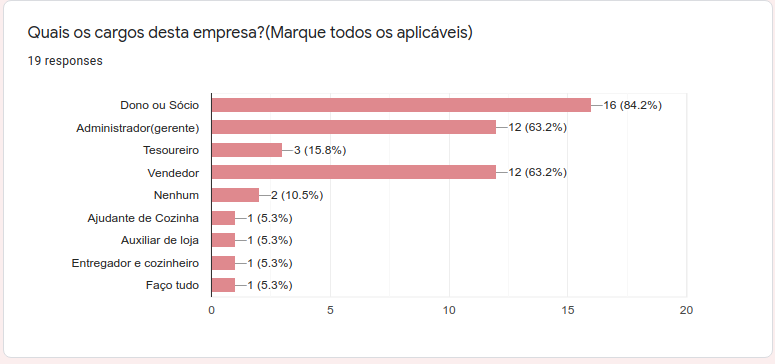 Quais os cargos desta empresa?(Marque todos os aplicáveis)
19 responses
Dono ou Sócio 16 (84.2%)
Administrador(gerente) 12 (63.2%)
Tesoureiro 3 (15.8%)
Vendedor 12 (63.2%)
Nenhum 2 (10.5%)
Ajudante de Cozinha 1 (5.3%)
Auxiliar de loja 1 (5.3%)
Entregador e cozinheiro 1 (5.3%)
Faço tudo 1 (5.3%)
0 5 10 15 20